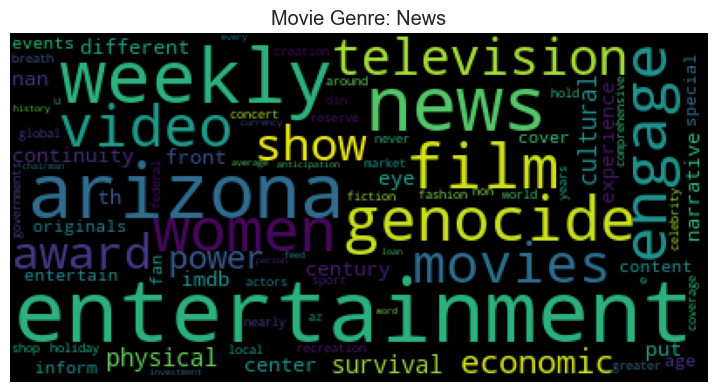 Movie Genre: News
events different every creation television engage
breath weekly around hold special
nan video concert din reserve news cultural experience comprehensive
history u show never cover
global currency film
continuity front average anticipation eye market narrative
chairman arizona federal fiction fashion non world years celebrity
government th women genocide
originals
award power movies
entertain fan imdb century person feed loan content
actors sport e
entertainment coverage
nearly az word
shop holiday physical local recreation economic put
inform center survival greater age
investment